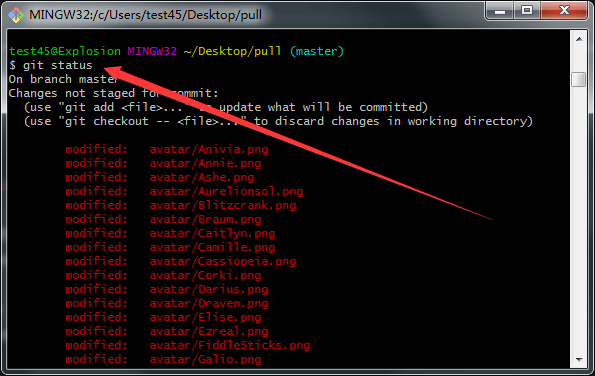 MINGW32:/c/Users/test45/Desktop/pull
test45@Explosion MINGW32 ~/Desktop/pull (master)
$ git status
On branch master
Changes not staged for commit:
(use "git add <file>..." to update what will be committed)
(use "git checkout -- <file>..." to discard changes in working directory)
modified: avatar/Anivia.png
modified: avatar/Annie.png
modified: avatar/Ashe.png
modified: avatar/Aurelionsol.png
modified: avatar/Blitzcrank.png
modified: avatar/Braum.png
modified: avatar/Caitlyn.png
modified: avatar/Camille.png
modified: avatar/Cassiopeia.png
modified: avatar/Corki.png
modified: avatar/Darius.png
modified: avatar/Draven.png
modified: avatar/Elise.png
modified: avatar/Ezreal.png
modified: avatar/FiddleSticks.png
modified: avatar/Galio.png